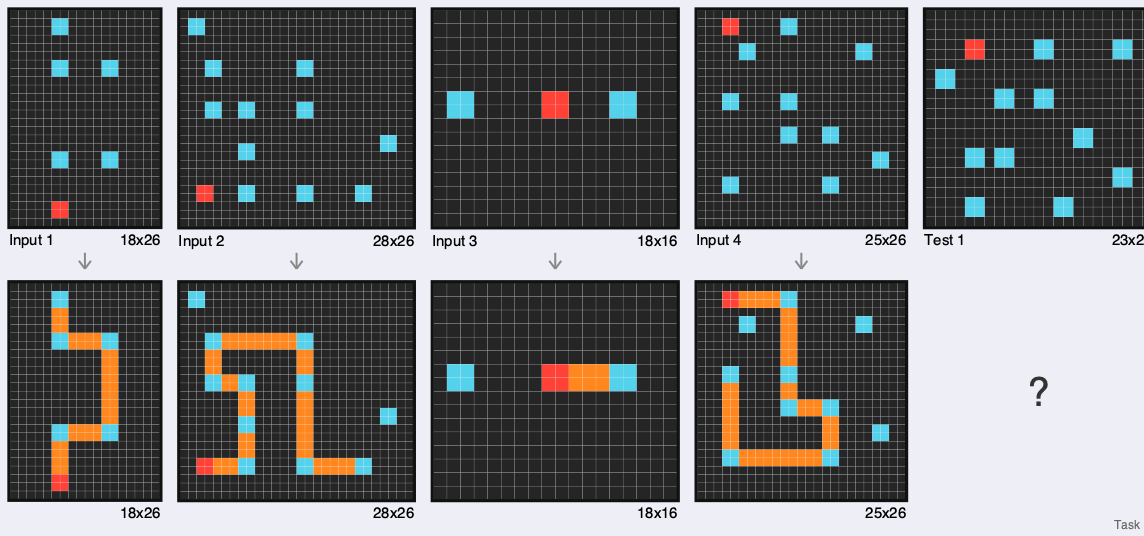 Input 1 18x26
Input 2 28x26
Input 3 18x16
Input 4 25x26
Test 1 23x2
18x26
28x26
18x16
25x26
?
Task